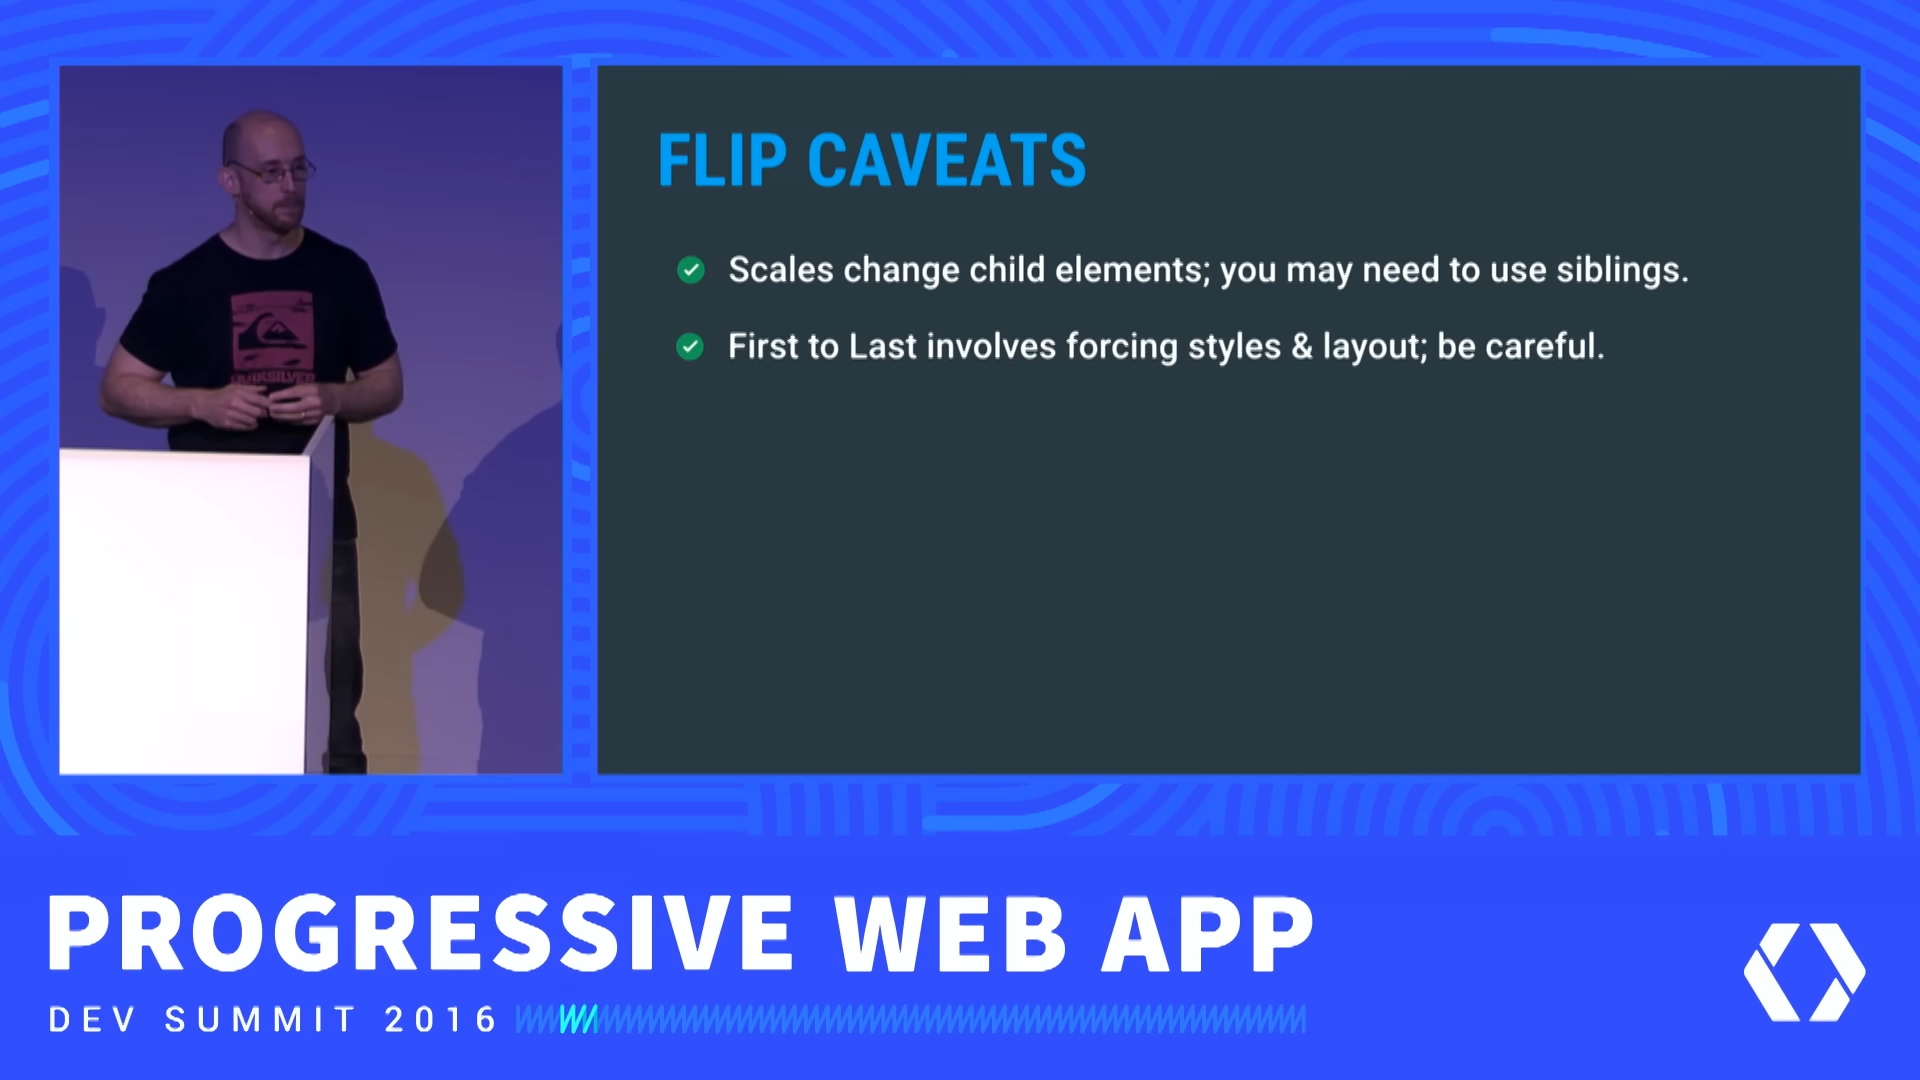 FLIP CAVEATS
Scales change child elements; you may need to use siblings.
First to Last involves forcing styles & layout; be careful.
QUIKSILVER
PROGRESSIVE WEB APP
DEV SUMMIT 2016